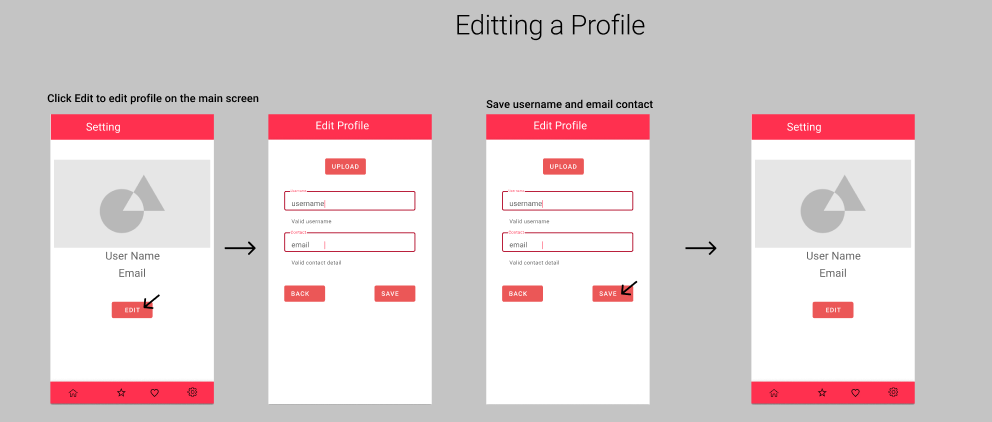 Editting a Profile
Click Edit to edit profile on the main screen
Setting
User Name
Email
EDIT
Edit Profile
UPLOAD
Username
username
Valid username
Contact
email
Valid contact detail
BACK
SAVE
Save username and email contact
Edit Profile
UPLOAD
Username
username
Valid username
Contact
email
Valid contact detail
BACK
SAVE
Setting
User Name
Email
EDIT